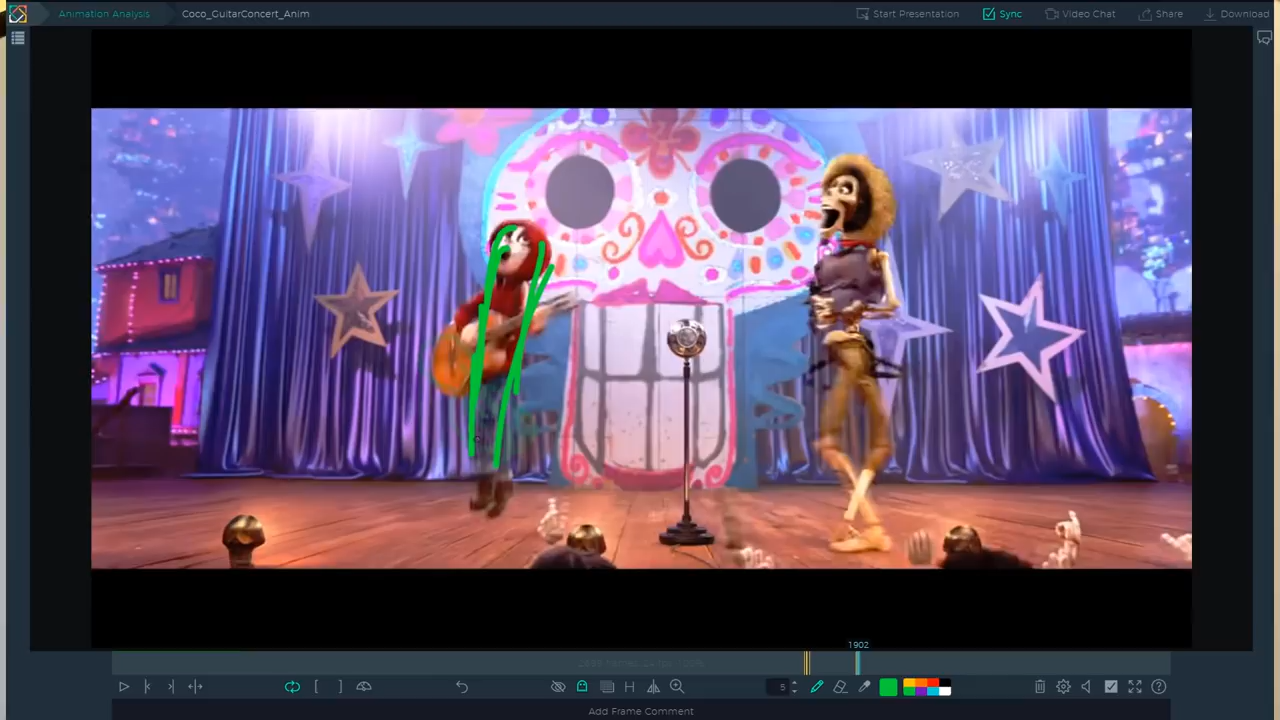 Animation Analysis
Coco_GuitarConcert_Anim
Start Presentation
Sync
Video Chat
Share
Download
1902
5
Add Frame Comment